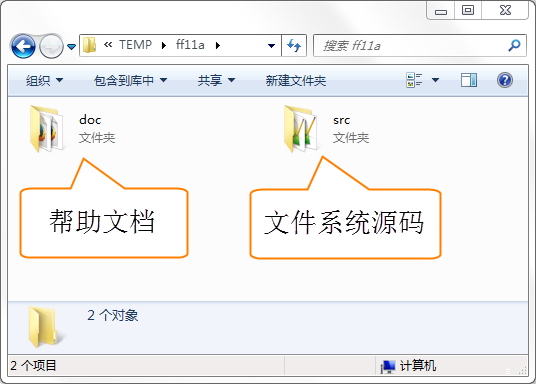 « TEMP ▸ ff11a ▸
搜索 ff11a
组织 包含到库中 共享 新建文件夹
doc
文件夹
src
文件夹
帮助文档
文件系统源码
2 个对象
2 个项目
计算机